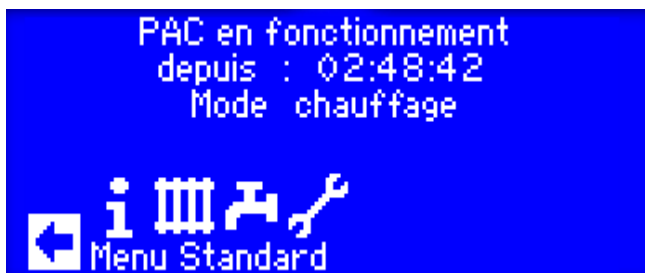 PAC en fonctionnement
depuis : 02:48:42
Mode chauffage
Menu Standard